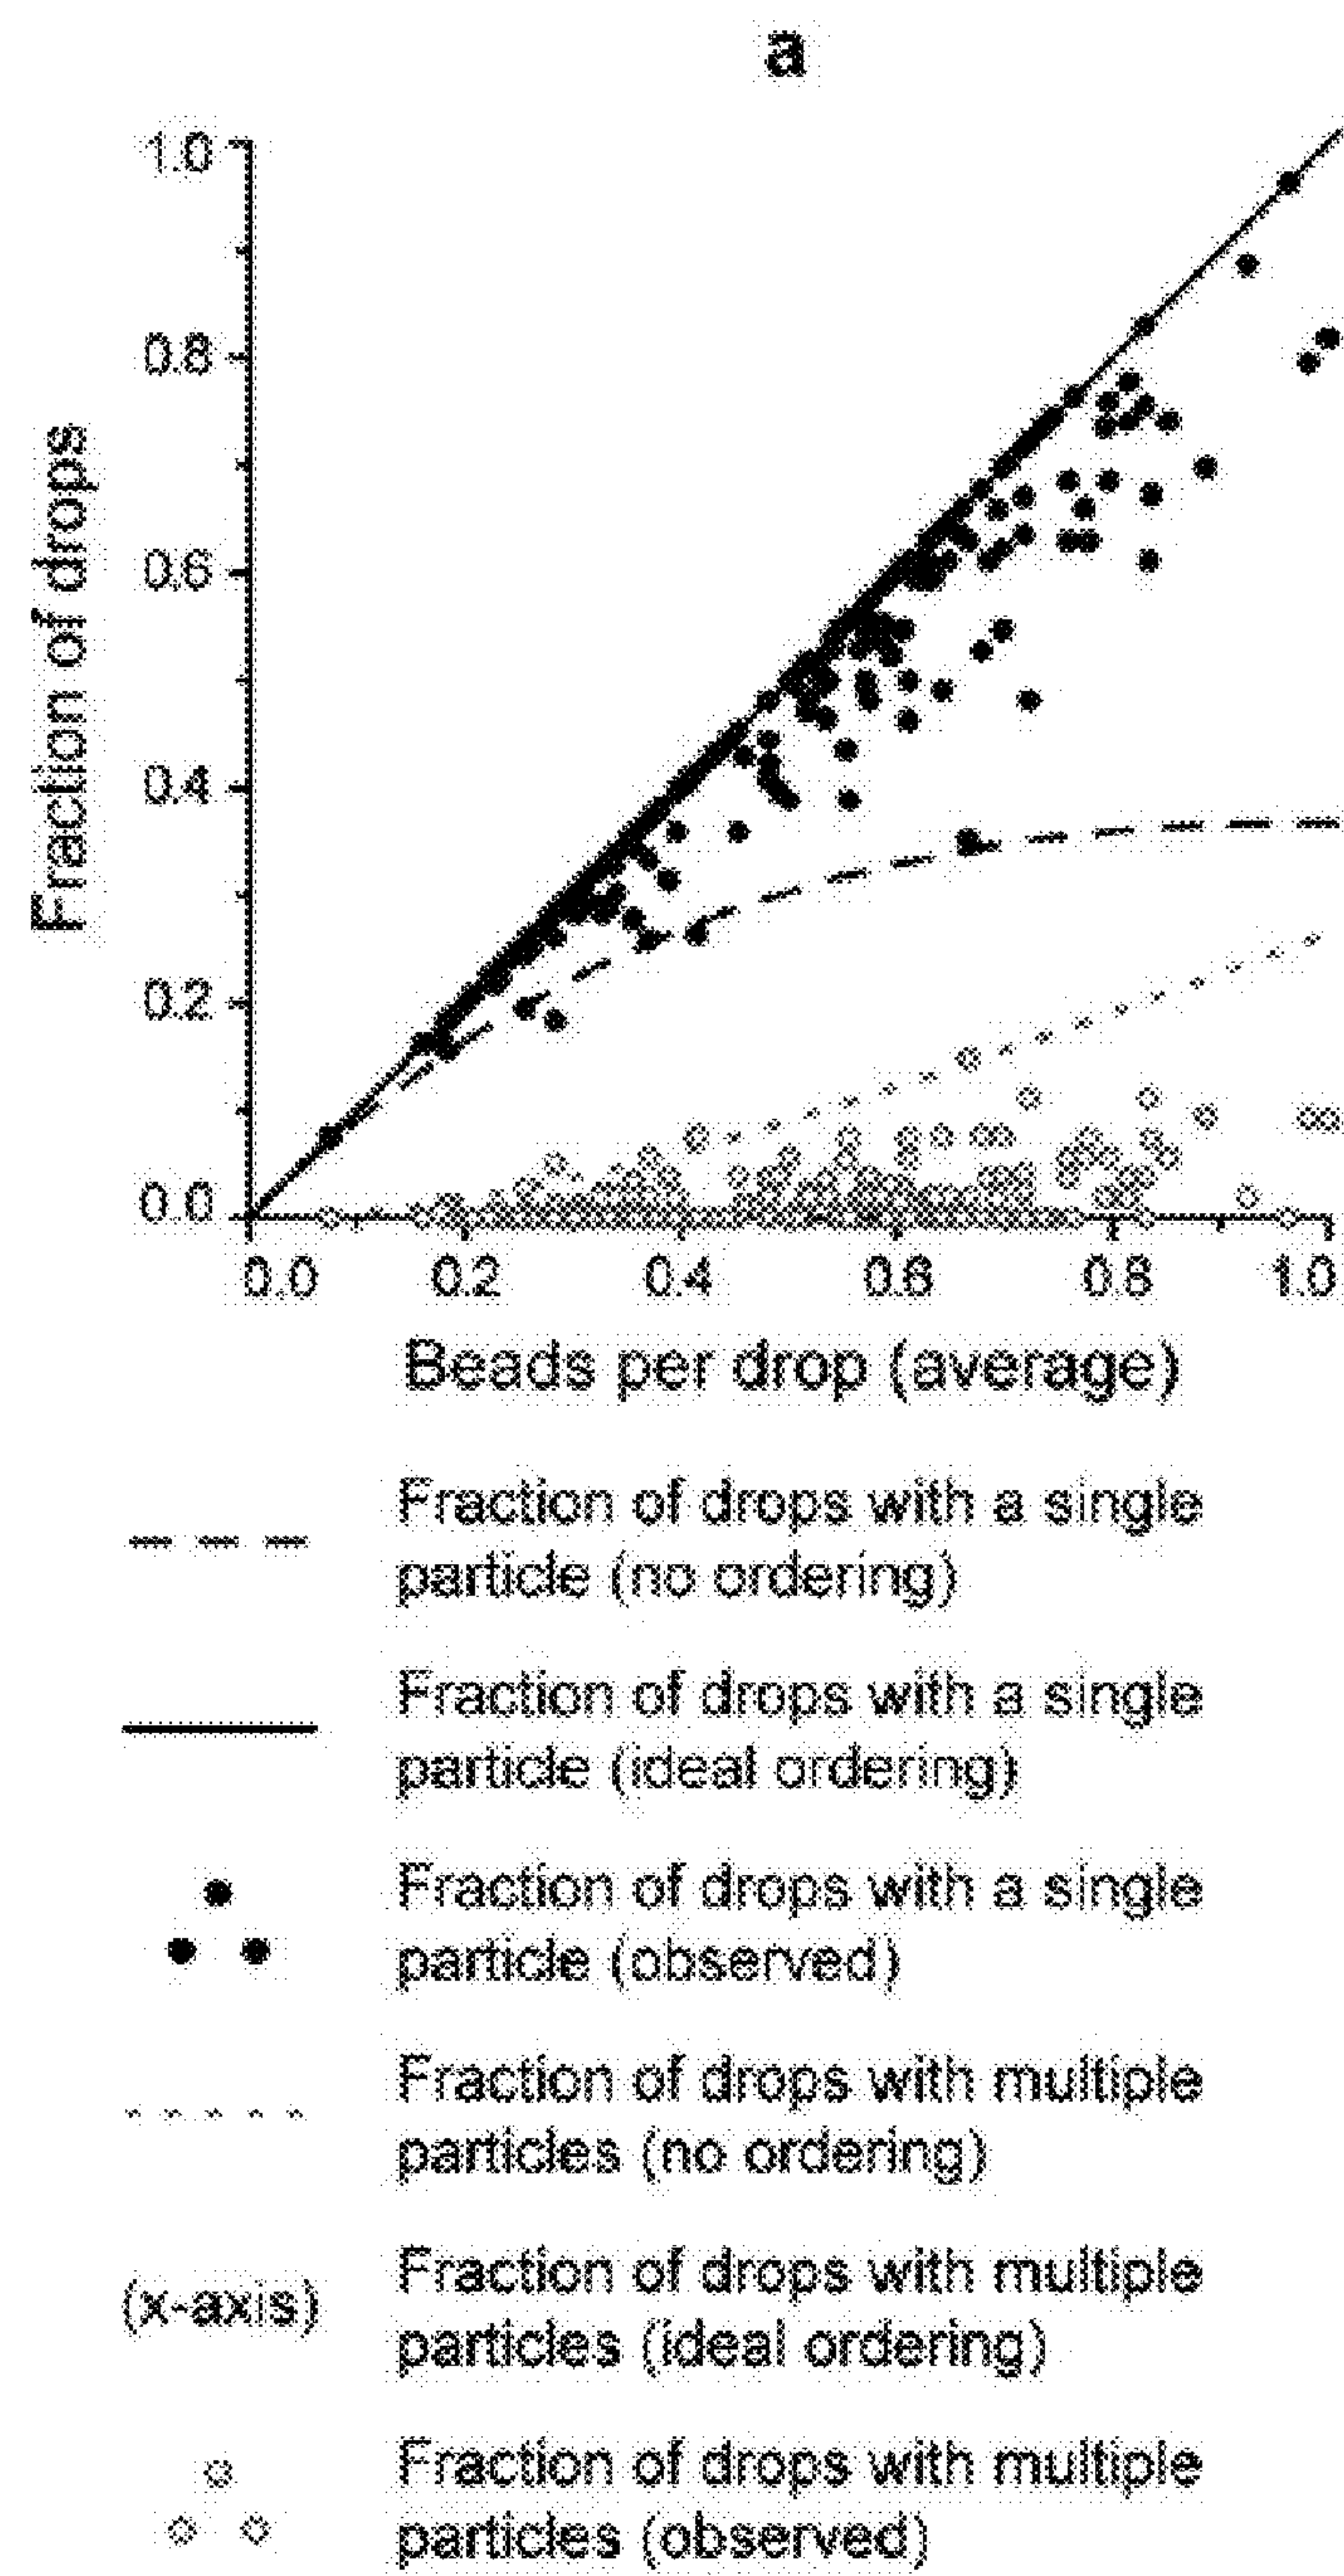 a
1.0
0.8
0.6
0.4
0.2
0.0
Fraction of drops
0.0 0.2 0.4 0.6 0.8 1.0
Beads per drop (average)
Fraction of drops with a single
particle (no ordering)
Fraction of drops with a single
particle (ideal ordering)
Fraction of drops with a single
particle (observed)
Fraction of drops with multiple
particles (no ordering)
(x-axis)
Fraction of drops with multiple
particles (ideal ordering)
Fraction of drops with multiple
particles (observed)